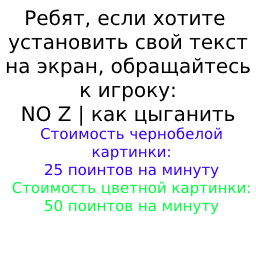 Ребят, если хотите
установить свой текст
на экран, обращайтесь
к игроку:
NO Z | как цыганить
Стоимость чернобелой
картинки:
25 поинтов на минуту
Стоимость цветной картинки:
50 поинтов на минуту